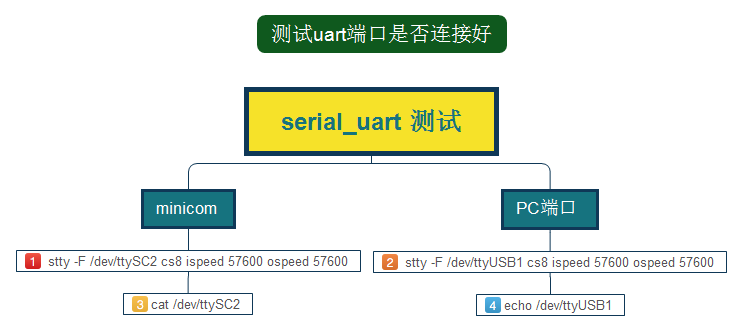 测试uart端口是否连接好
serial_uart 测试
minicom
PC端口
1 stty -F /dev/ttySC2 cs8 ispeed 57600 ospeed 57600
2 stty -F /dev/ttyUSB1 cs8 ispeed 57600 ospeed 57600
3 cat /dev/ttySC2
4 echo /dev/ttyUSB1